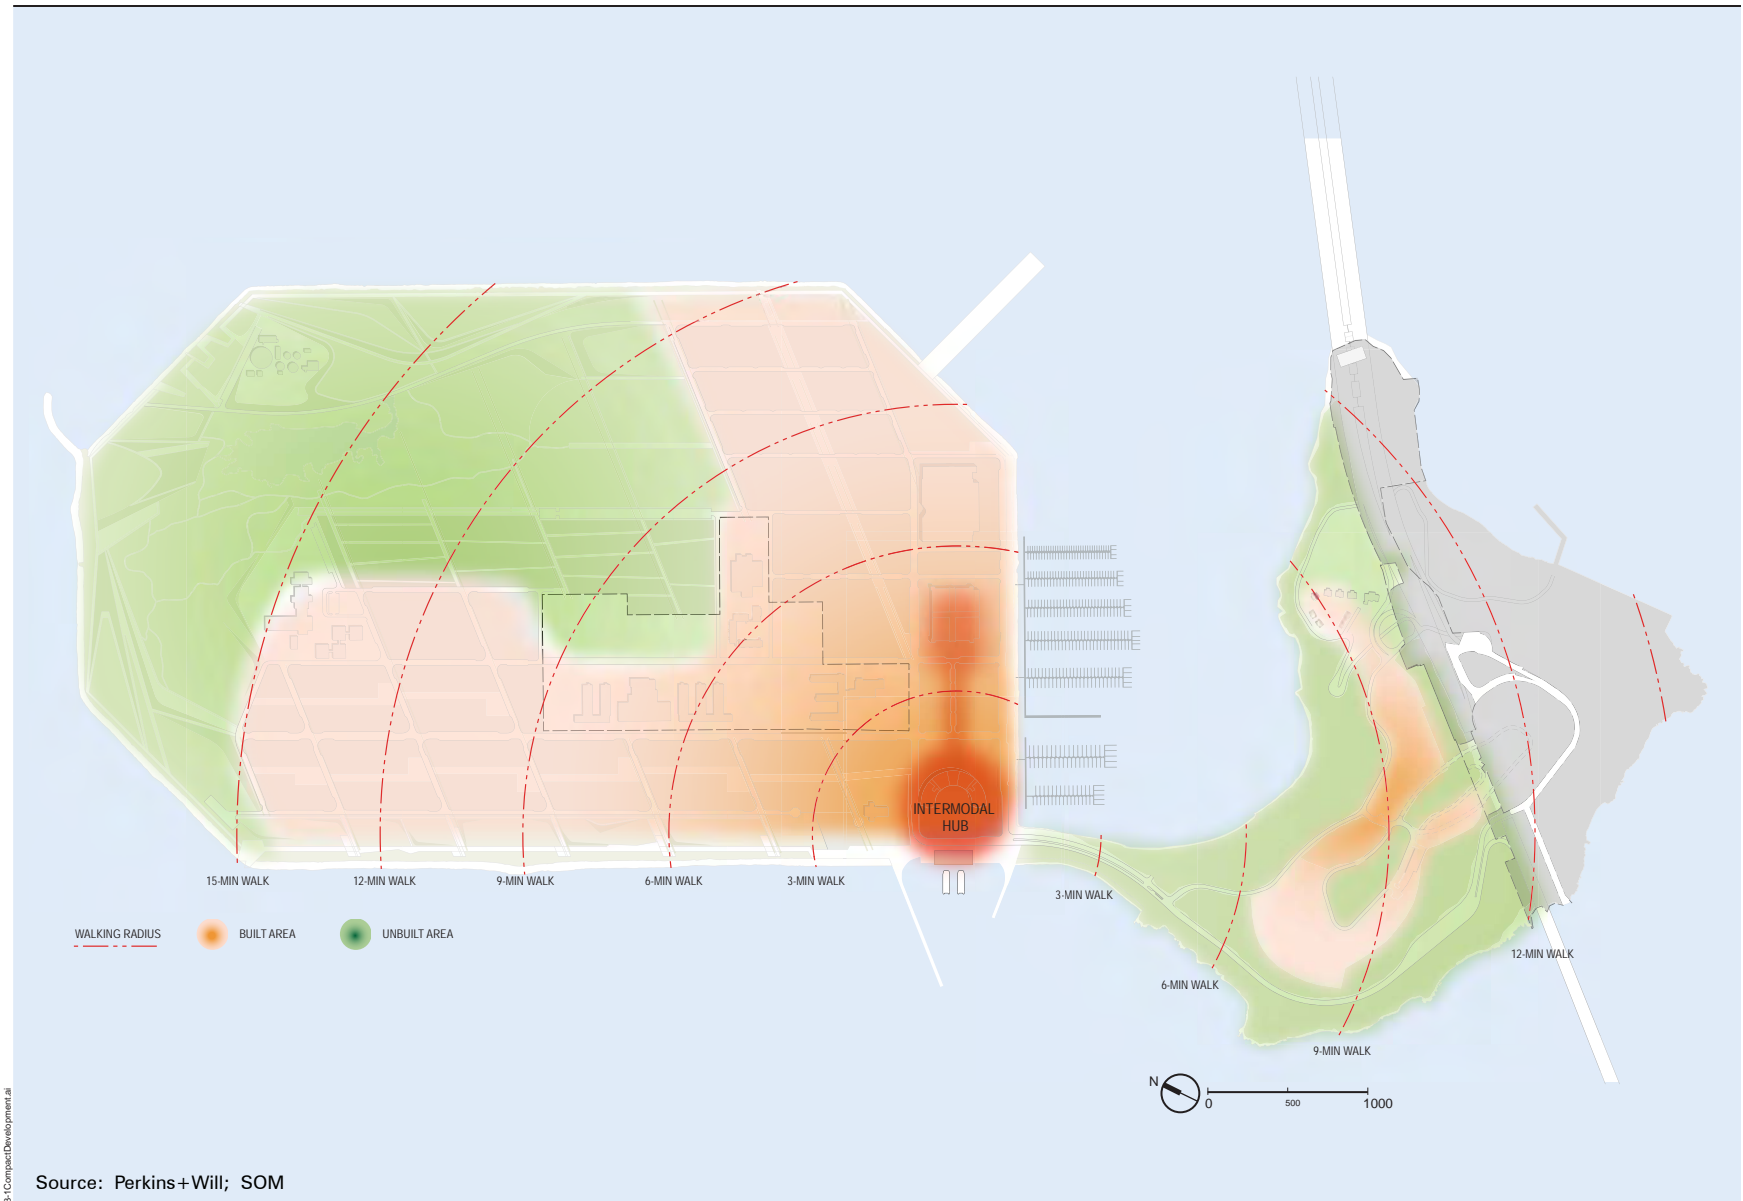 INTERMODAL
HUB
15-MIN WALK
12-MIN WALK
9-MIN WALK
6-MIN WALK
3-MIN WALK
3-MIN WALK
6-MIN WALK
9-MIN WALK
12-MIN WALK
WALKING RADIUS
BUILT AREA
UNBUILT AREA
N
0
500
1000
3-1CompactDevelopment.ai
Source: Perkins+Will; SOM